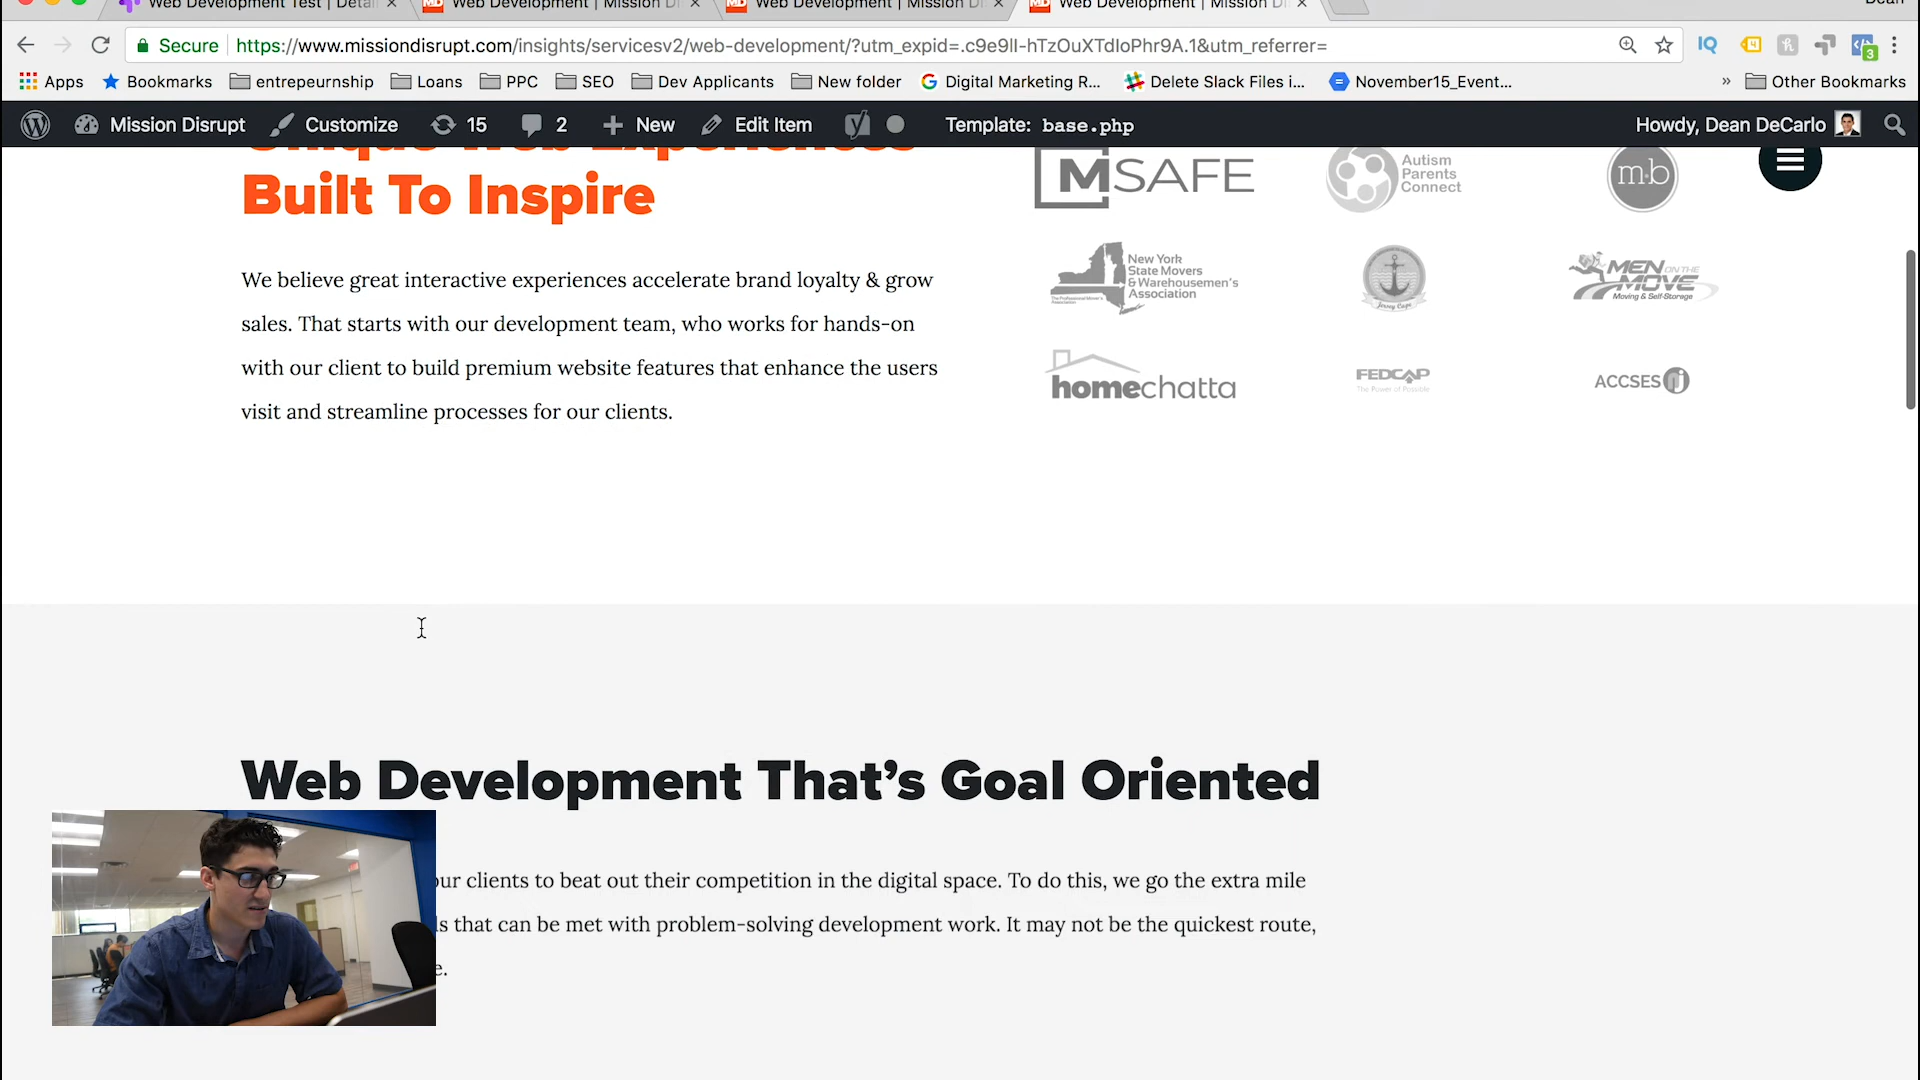 Web Development Test | Detai
Web Development | Mission Di
Web Development | Mission Di
Web Development | Mission Di
Dean
Secure
https://www.missiondisrupt.com/insights/servicesv2/web-development/?utm_expid=.c9e9lI-hTzOuXTdIoPhr9A.1&utm_referrer=
IQ
4
3
Apps
Bookmarks
entrepeurnship
Loans
PPC
SEO
Dev Applicants
New folder
Digital Marketing R...
Delete Slack Files i...
November15_Event...
»
Other Bookmarks
Mission Disrupt
Customize
15
2
New
Edit Item
Template: base.php
Howdy, Dean DeCarlo
Unique Web Experiences
Built To Inspire
We believe great interactive experiences accelerate brand loyalty & grow
sales. That starts with our development team, who works for hands-on
with our client to build premium website features that enhance the users
visit and streamline processes for our clients.
MSAFE
Autism
Parents
Connect
m·b
New York
State Movers
& Warehousemen's
Association
Jersey Cape
MEN ON THE
MOVE
Moving & Self-Storage
homechatta
FEDCAP
The Power of Possible
ACCSES nj
Web Development That's Goal Oriented
our clients to beat out their competition in the digital space. To do this, we go the extra mile
ls that can be met with problem-solving development work. It may not be the quickest route,
e.